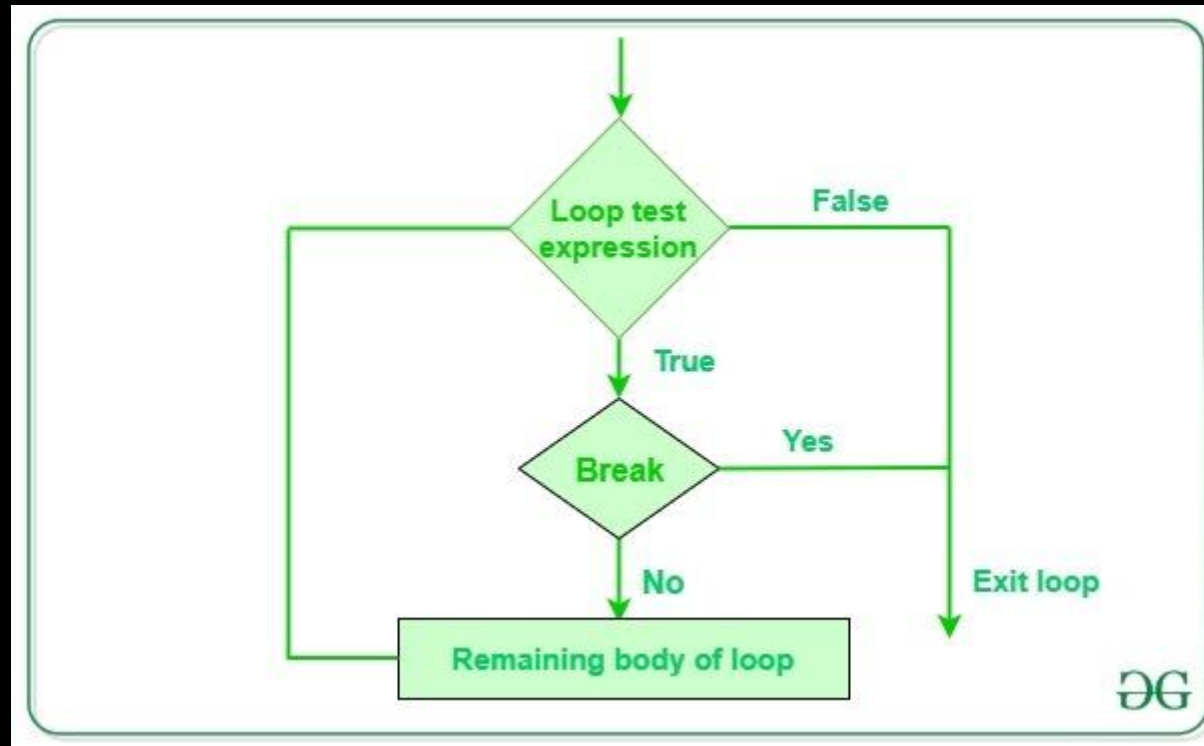 Loop test
expression
False
True
Break
Yes
No
Exit loop
Remaining body of loop
GG